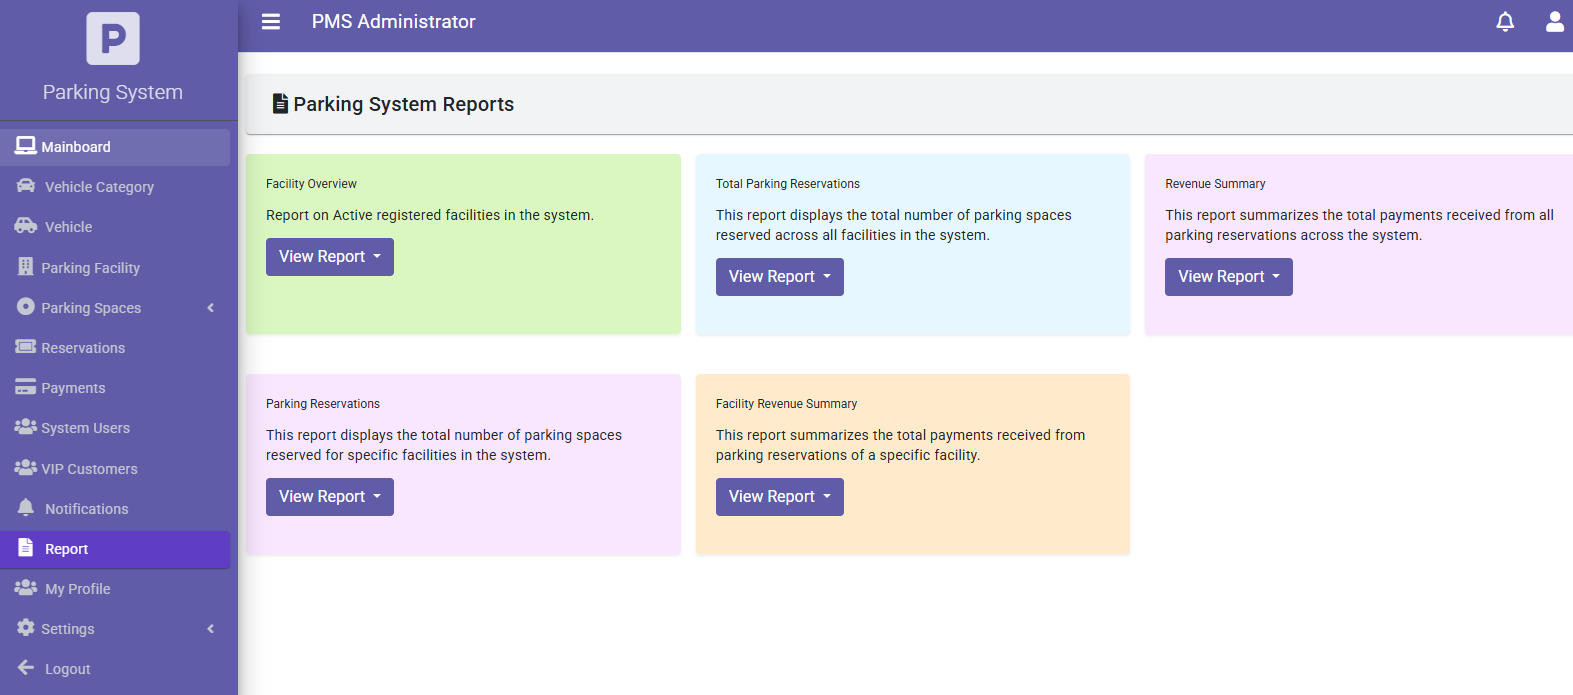 P
Parking System
Mainboard
Vehicle Category
Vehicle
Parking Facility
Parking Spaces
Reservations
Payments
System Users
VIP Customers
Notifications
Report
My Profile
Settings
Logout
PMS Administrator
Parking System Reports
Facility Overview
Report on Active registered facilities in the system.
View Report
Total Parking Reservations
This report displays the total number of parking spaces
reserved across all facilities in the system.
View Report
Revenue Summary
This report summarizes the total payments received from all
parking reservations across the system.
View Report
Parking Reservations
This report displays the total number of parking spaces
reserved for specific facilities in the system.
View Report
Facility Revenue Summary
This report summarizes the total payments received from
parking reservations of a specific facility.
View Report